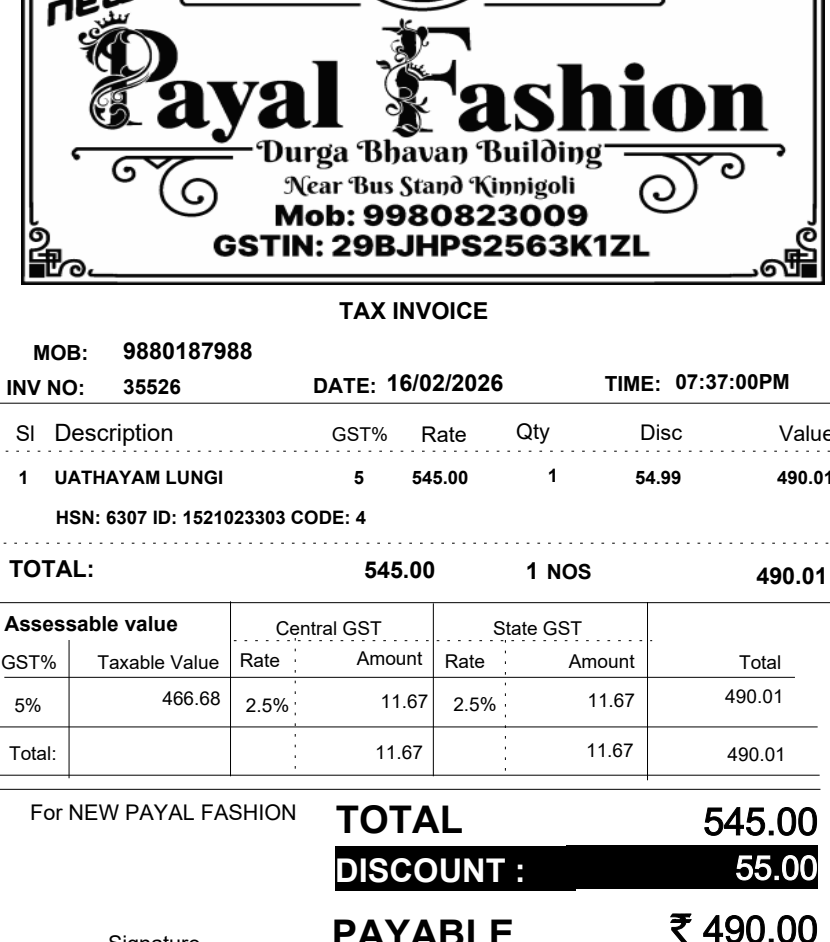 new
Payal Fashion
Durga Bhavan Building
Near Bus Stand Kinnigoli
Mob: 9980823009
GSTIN: 29BJHPS2563K1ZL
TAX INVOICE
MOB: 9880187988
INV NO: 35526 DATE: 16/02/2026 TIME: 07:37:00PM
Sl Description GST% Rate Qty Disc Value
1 UATHAYAM LUNGI 5 545.00 1 54.99 490.01
HSN: 6307 ID: 1521023303 CODE: 4
TOTAL: 545.00 1 NOS 490.01
Assessable value Central GST State GST
GST% Taxable Value Rate Amount Rate Amount Total
5% 466.68 2.5% 11.67 2.5% 11.67 490.01
Total: 11.67 11.67 490.01
For NEW PAYAL FASHION TOTAL 545.00
DISCOUNT : 55.00
Signature PAYABLE ₹ 490.00